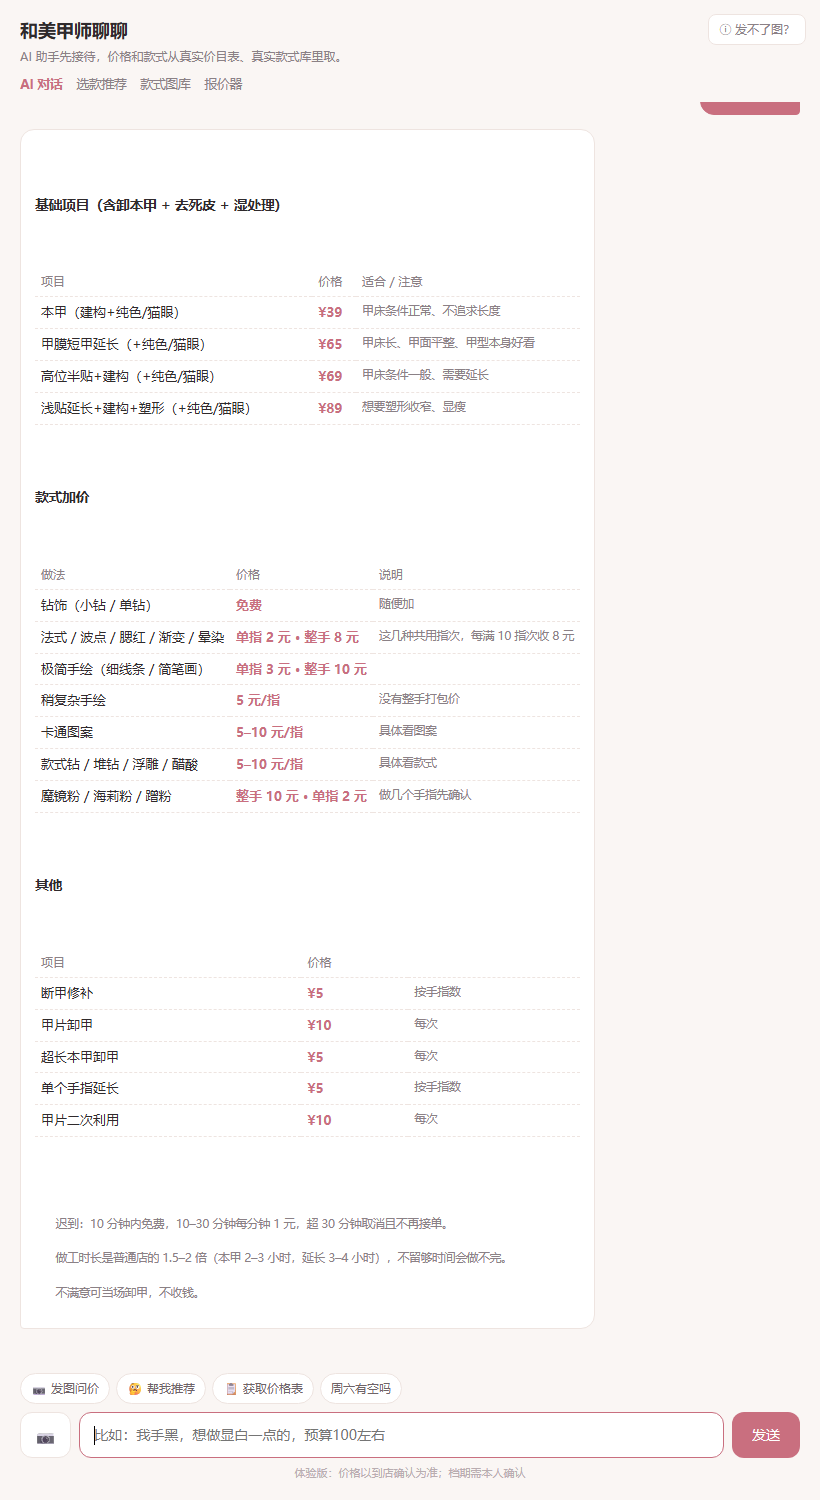 和美甲师聊聊
ⓘ 发不了图?
AI 助手先接待，价格和款式从真实价目表、真实款式库里取。
AI 对话 选款推荐 款式图库 报价器
基础项目（含卸本甲 + 去死皮 + 湿处理）
项目 价格 适合 / 注意
本甲（建构+纯色/猫眼） ¥39 甲床条件正常、不追求长度
甲膜短甲延长（+纯色/猫眼） ¥65 甲床长、甲面平整、甲型本身好看
高位半贴+建构（+纯色/猫眼） ¥69 甲床条件一般、需要延长
浅贴延长+建构+塑形（+纯色/猫眼） ¥89 想要塑形收窄、显瘦
款式加价
做法 价格 说明
钻饰（小钻 / 单钻） 免费 随便加
法式 / 波点 / 腮红 / 渐变 / 晕染 单指 2 元 • 整手 8 元 这几种共用指次，每满 10 指次收 8 元
极简手绘（细线条 / 简笔画） 单指 3 元 • 整手 10 元
稍复杂手绘 5 元/指 没有整手打包价
卡通图案 5–10 元/指 具体看图案
款式钻 / 堆钻 / 浮雕 / 醋酸 5–10 元/指 具体看款式
魔镜粉 / 海莉粉 / 蹭粉 整手 10 元 • 单指 2 元 做几个手指先确认
其他
项目 价格
断甲修补 ¥5 按手指数
甲片卸甲 ¥10 每次
超长本甲卸甲 ¥5 每次
单个手指延长 ¥5 按手指数
甲片二次利用 ¥10 每次
迟到：10 分钟内免费，10–30 分钟每分钟 1 元，超 30 分钟取消且不再接单。
做工时长是普通店的 1.5–2 倍（本甲 2–3 小时，延长 3–4 小时），不留够时间会做不完。
不满意可当场卸甲，不收钱。
发图问价 帮我推荐 获取价格表 周六有空吗
比如：我手黑，想做显白一点的，预算100左右 发送
体验版：价格以到店确认为准；档期需本人确认